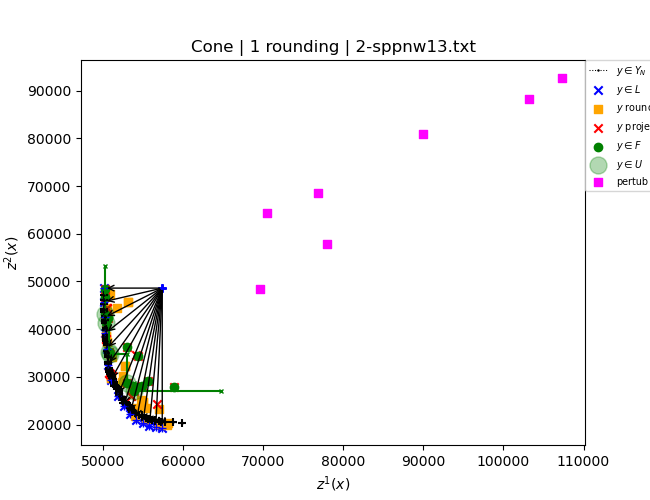 Cone | 1 rounding | 2-sppnw13.txt
z²(x)
90000
80000
70000
60000
50000
40000
30000
20000
50000 60000 70000 80000 90000 100000 110000
z¹(x)
y ∈ Y_N
y ∈ L
y roun
y proje
y ∈ F
y ∈ U
pertub